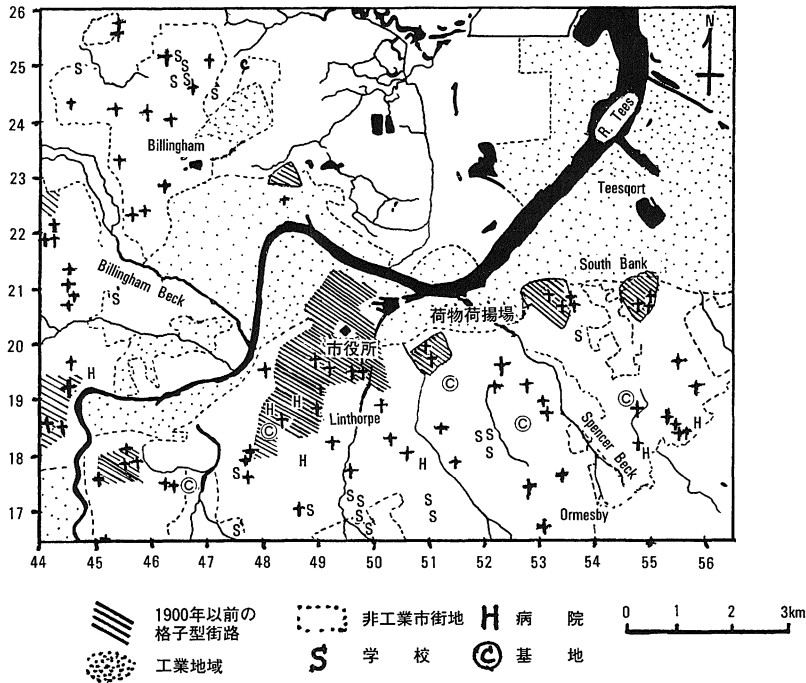 26
25
24
23
22
21
20
19
18
17
N
R. Tees
Billingham
Teesqort
Billingham Beck
South Bank
荷物荷揚場
市役所
Linthorpe
Spencer Beck
Ormesby
44 45 46 47 48 49 50 51 52 53 54 55 56
1900年以前の
格子型街路
工業地域
非工業市街地
S 学校
H 病院
© 基地
0 1 2 3km